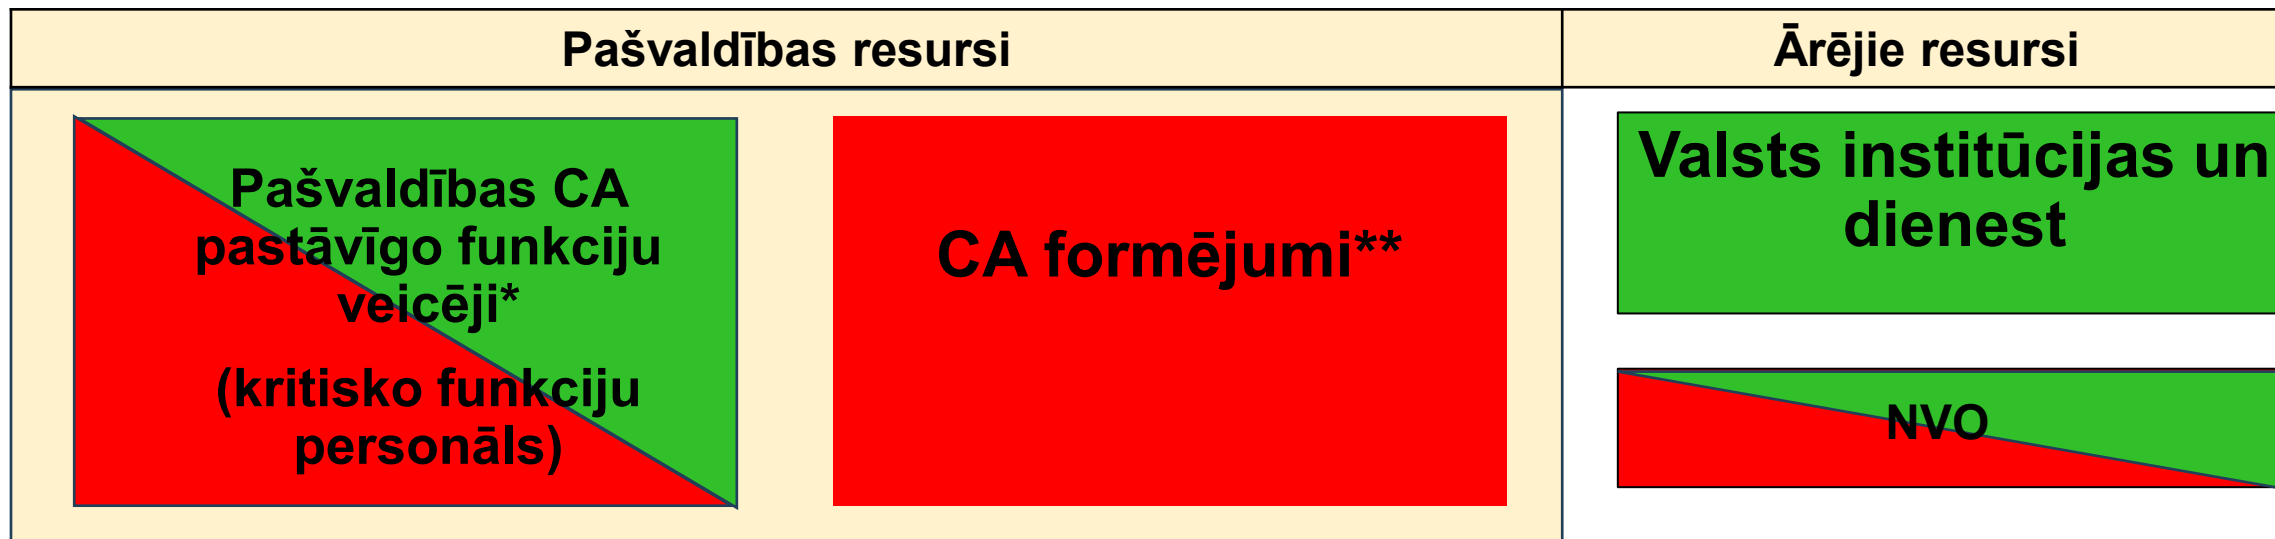 Pašvaldības resursi
Ārējie resursi
Pašvaldības CA
pastāvīgo funkciju
veicēji*
(kritisko funkciju
personāls)
CA formējumi**
Valsts institūcijas un
dienest
NVO